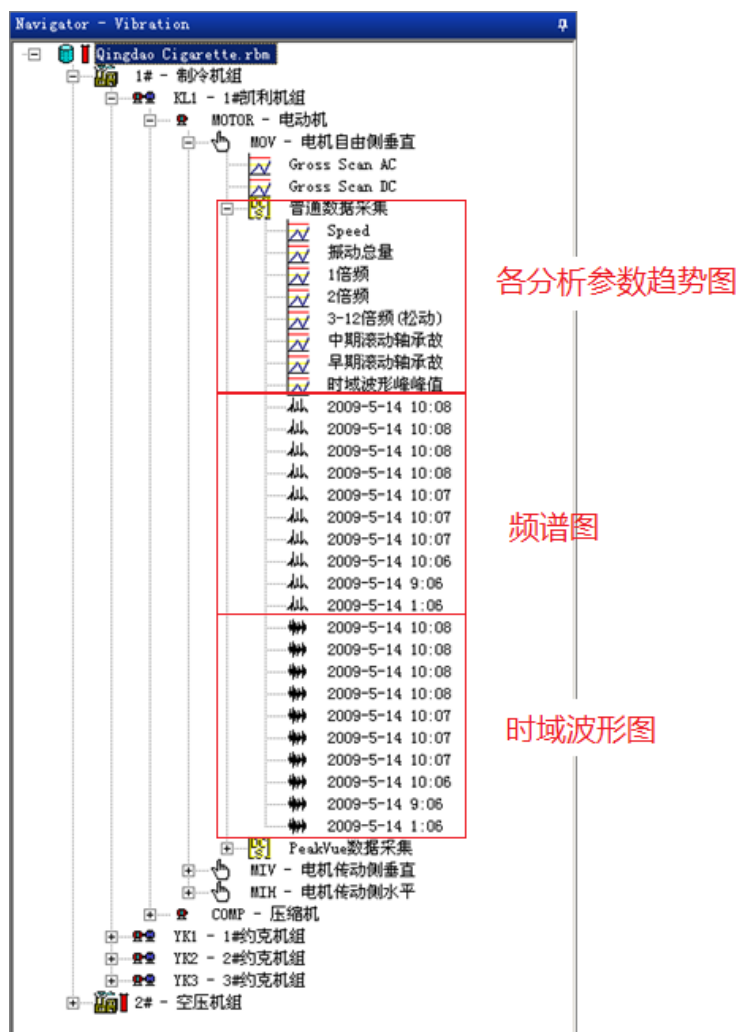 Navigator - Vibration
Qingdao Cigarette.rbm
1# - 制冷机组
KL1 - 1#凯利机组
MOTOR - 电动机
MOV - 电机自由侧垂直
Gross Scan AC
Gross Scan DC
普通数据采集
Speed
振动总量
1倍频
2倍频
3-12倍频(松动)
中期滚动轴承故
早期滚动轴承故
时域波形峰峰值
各分析参数趋势图
2009-5-14 10:08
2009-5-14 10:08
2009-5-14 10:08
2009-5-14 10:08
2009-5-14 10:07
2009-5-14 10:07
2009-5-14 10:07
2009-5-14 10:06
2009-5-14 9:06
2009-5-14 1:06
频谱图
2009-5-14 10:08
2009-5-14 10:08
2009-5-14 10:08
2009-5-14 10:08
2009-5-14 10:07
2009-5-14 10:07
2009-5-14 10:07
2009-5-14 10:06
2009-5-14 9:06
2009-5-14 1:06
时域波形图
PeakVue数据采集
MIV - 电机传动侧垂直
MIH - 电机传动侧水平
COMP - 压缩机
YK1 - 1#约克机组
YK2 - 2#约克机组
YK3 - 3#约克机组
2# - 空压机组